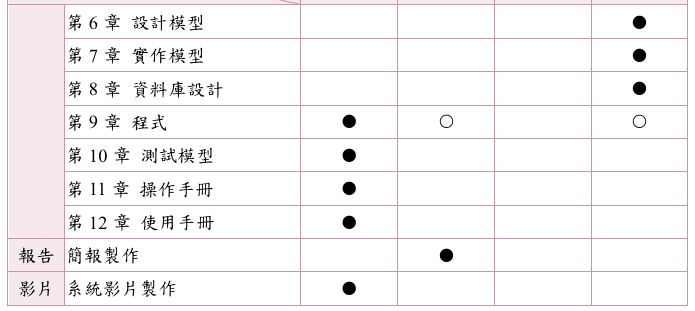 第 6 章 設計模型 ●
第 7 章 實作模型 ●
第 8 章 資料庫設計 ●
第 9 章 程式 ● ○ ○
第 10 章 測試模型 ●
第 11 章 操作手冊 ●
第 12 章 使用手冊 ●
報告 簡報製作 ●
影片 系統影片製作 ●